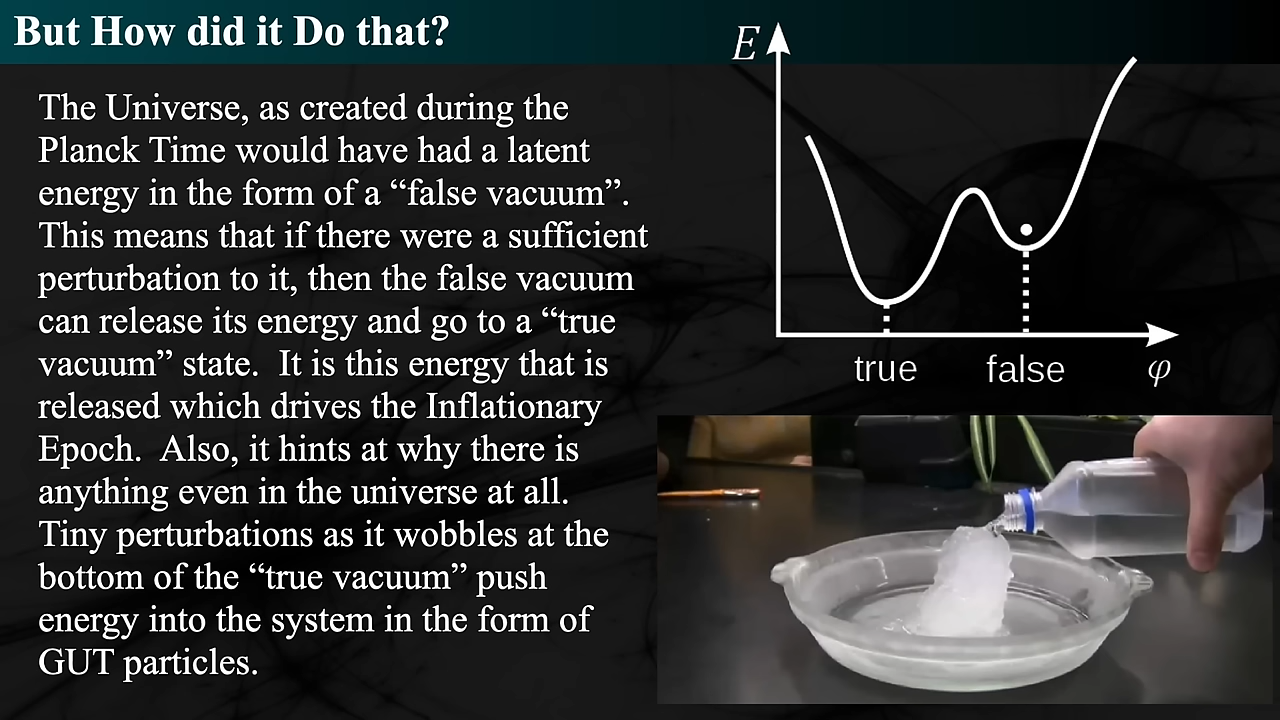 But How did it Do that?
The Universe, as created during the
Planck Time would have had a latent
energy in the form of a “false vacuum”.
This means that if there were a sufficient
perturbation to it, then the false vacuum
can release its energy and go to a “true
vacuum” state.  It is this energy that is
released which drives the Inflationary
Epoch.  Also, it hints at why there is
anything even in the universe at all.
Tiny perturbations as it wobbles at the
bottom of the “true vacuum” push
energy into the system in the form of
GUT particles.
E
true false φ